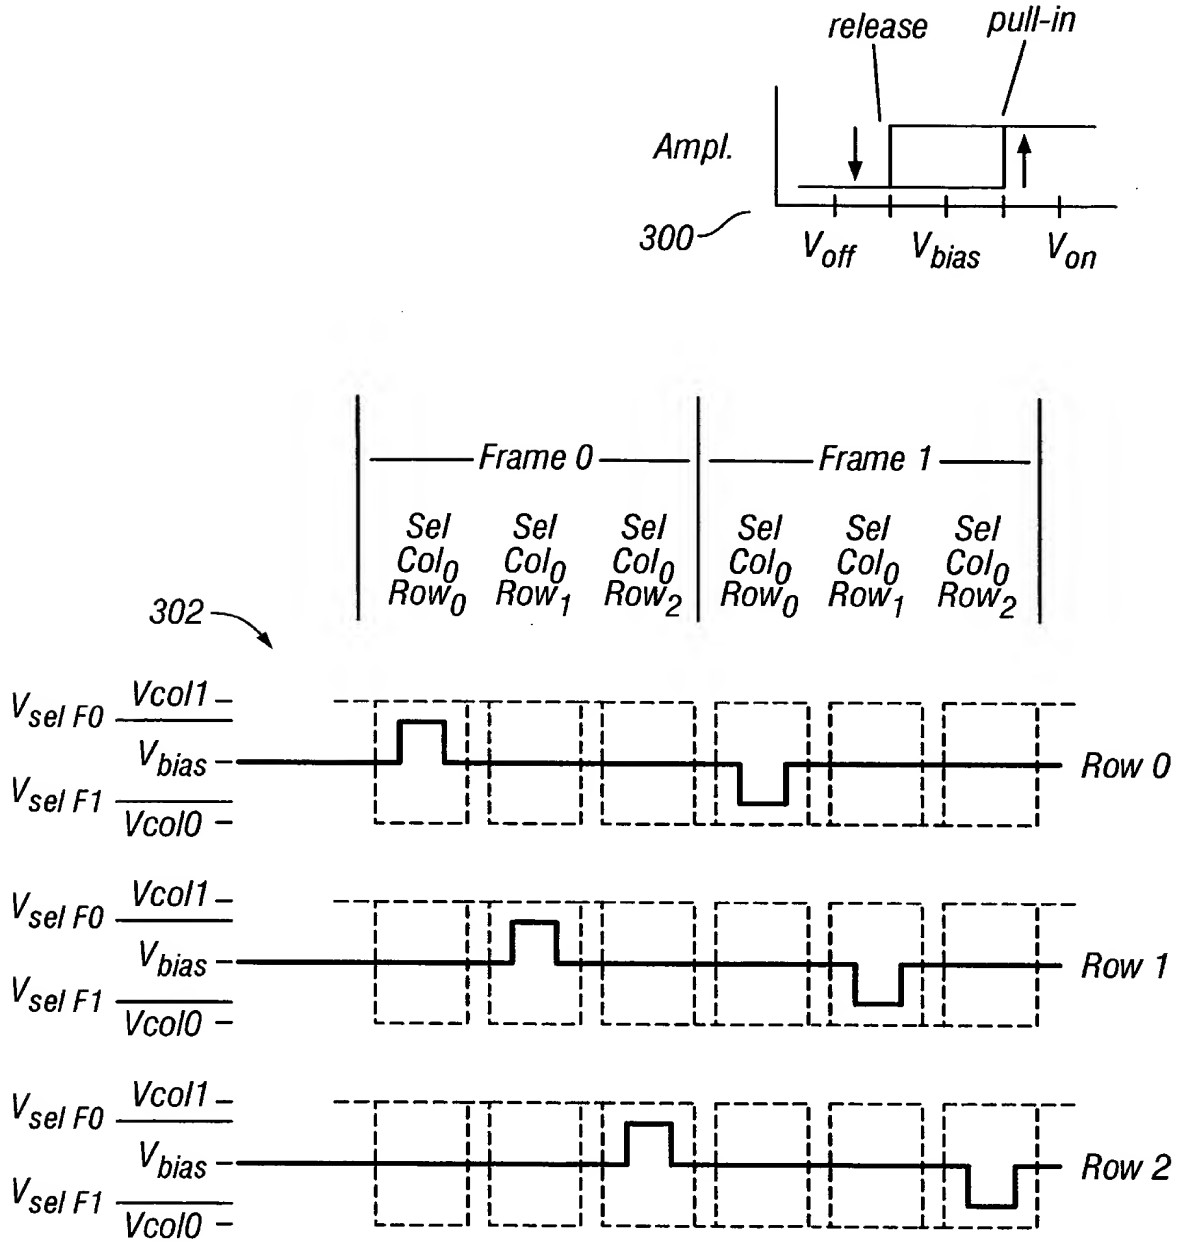 release pull-in
Ampl.
300
V_off V_bias V_on
Frame 0 Frame 1
Sel Sel Sel Sel Sel Sel
Col_0 Col_0 Col_0 Col_0 Col_0 Col_0
Row_0 Row_1 Row_2 Row_0 Row_1 Row_2
302
Vcol1
V_sel F0
V_bias Row 0
V_sel F1
Vcol0
Vcol1
V_sel F0
V_bias Row 1
V_sel F1
Vcol0
Vcol1
V_sel F0
V_bias Row 2
V_sel F1
Vcol0